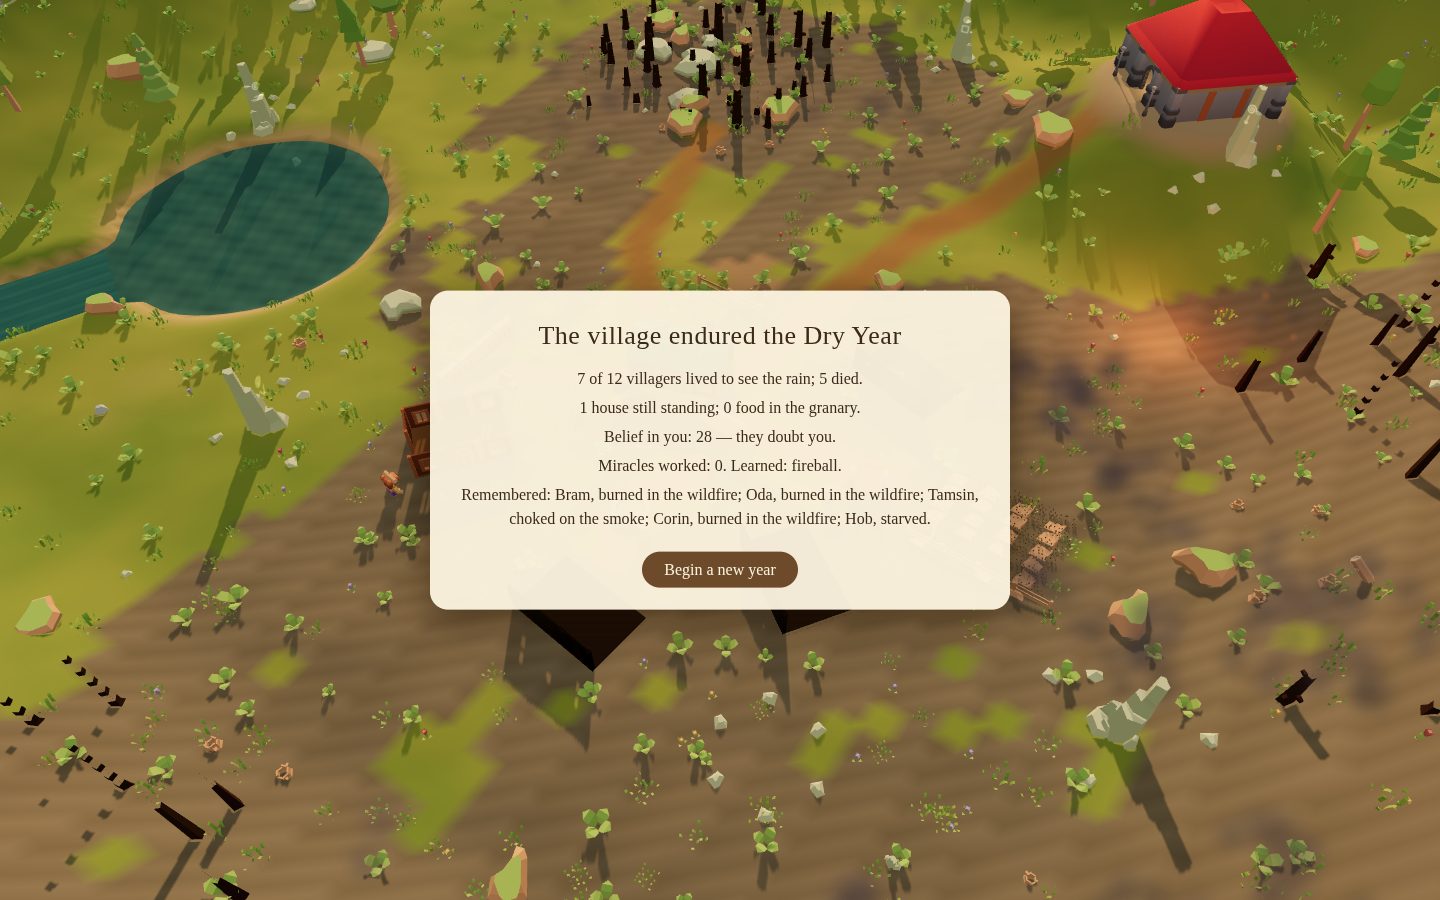 The village endured the Dry Year
7 of 12 villagers lived to see the rain; 5 died.
1 house still standing; 0 food in the granary.
Belief in you: 28 — they doubt you.
Miracles worked: 0. Learned: fireball.
Remembered: Bram, burned in the wildfire; Oda, burned in the wildfire; Tamsin,
choked on the smoke; Corin, burned in the wildfire; Hob, starved.
Begin a new year